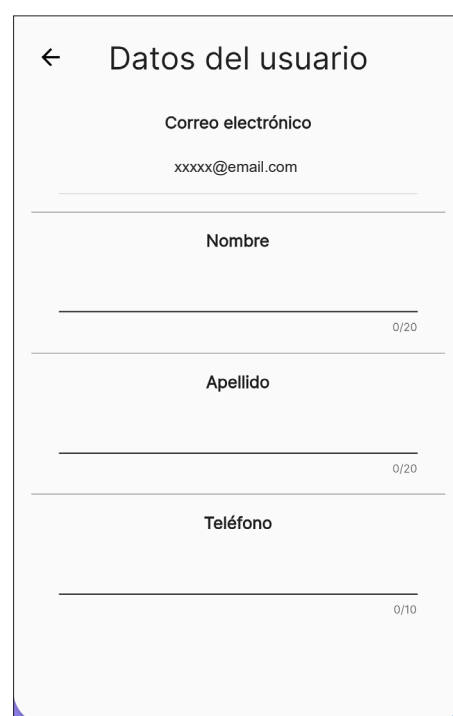 Datos del usuario
Correo electrónico
xxxxx@email.com
Nombre
0/20
Apellido
0/20
Teléfono
0/10